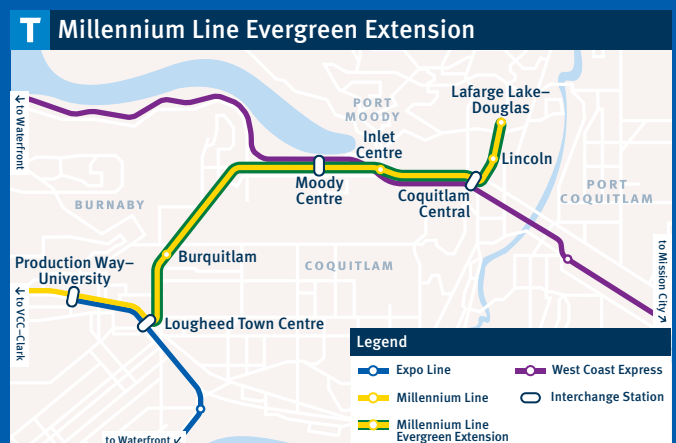 T Millennium Line Evergreen Extension
← to Waterfront
PORT
MOODY
Lafarge Lake–
Douglas
Inlet
Centre
Lincoln
Moody
Centre
Coquitlam
Central
PORT
COQUITLAM
BURNABY
Burquitlam
COQUITLAM
Production Way–
University
to Mission City →
← to VCC–Clark
Lougheed Town Centre
to Waterfront ↙
Legend
Expo Line
West Coast Express
Millennium Line
Interchange Station
Millennium Line
Evergreen Extension